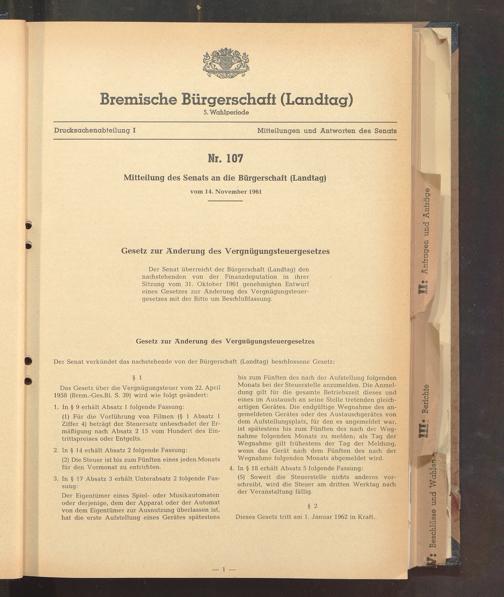 Bremische Bürgerschaft (Landtag)
5. Wahlperiode
Drucksachenabteilung I
Mitteilungen und Antworten des Senats
Nr. 107
Mitteilung des Senats an die Bürgerschaft (Landtag)
vom 14. November 1961
Gesetz zur Änderung des Vergnügungsteuergesetzes
Der Senat überreicht der Bürgerschaft (Landtag) den
nachstehenden von der Finanzdeputation in ihrer
Sitzung vom 31. Oktober 1961 genehmigten Entwurf
eines Gesetzes zur Änderung des Vergnügungsteuer-
gesetzes mit der Bitte um Beschlußfassung.
Gesetz zur Änderung des Vergnügungsteuergesetzes
Der Senat verkündet das nachstehende von der Bürgerschaft (Landtag) beschlossene Gesetz:
§ 1
Das Gesetz über die Vergnügungsteuer vom 22. April
1958 (Brem.-Ges.Bl. S. 39) wird wie folgt geändert:
1. In § 9 erhält Absatz 1 folgende Fassung:
(1) Für die Vorführung von Filmen (§ 1 Absatz 1
Ziffer 4) beträgt der Steuersatz unbeschadet der Er-
mäßigung nach Absatz 2 15 vom Hundert des Ein-
trittspreises oder Entgelts.
2. In § 14 erhält Absatz 2 folgende Fassung:
(2) Die Steuer ist bis zum Fünften eines jeden Monats
für den Vormonat zu entrichten.
3. In § 17 Absatz 3 erhält Unterabsatz 2 folgende Fas-
sung:
Der Eigentümer eines Spiel- oder Musikautomaten
oder derjenige, dem der Apparat oder der Automat
von dem Eigentümer zur Ausnutzung überlassen ist,
hat die erste Aufstellung eines Gerätes spätestens
bis zum Fünften des nach der Aufstellung folgenden
Monats bei der Steuerstelle anzumelden. Die Anmel-
dung gilt für die gesamte Betriebszeit dieses und
eines im Austausch an seine Stelle tretenden gleich-
artigen Gerätes. Die endgültige Wegnahme des an-
gemeldeten Gerätes oder des Austauschgerätes von
dem Aufstellungsplatz, für den es angemeldet war,
ist spätestens bis zum Fünften des nach der Weg-
nahme folgenden Monats zu melden; als Tag der
Wegnahme gilt frühestens der Tag der Meldung,
wenn das Gerät nach dem Fünften des nach der
Wegnahme folgenden Monats abgemeldet wird.
4. In § 18 erhält Absatz 5 folgende Fassung:
(5) Soweit die Steuerstelle nichts anderes vor-
schreibt, wird die Steuer am dritten Werktag nach
der Veranstaltung fällig.
§ 2
Dieses Gesetz tritt am 1. Januar 1962 in Kraft.
— 1 —
II: Anfragen und Anträge
III: Berichte
V: Beschlüsse und Wahlen